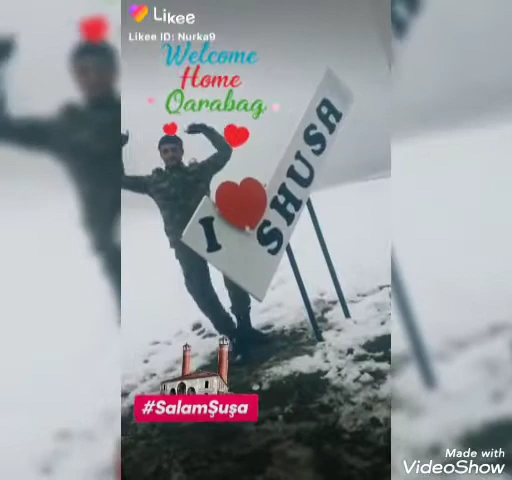 Likee
Likee ID: Nurka9
Welcome
Home
Qarabag
I SHUSA
#SalamŞuşa
Made with
VideoShow